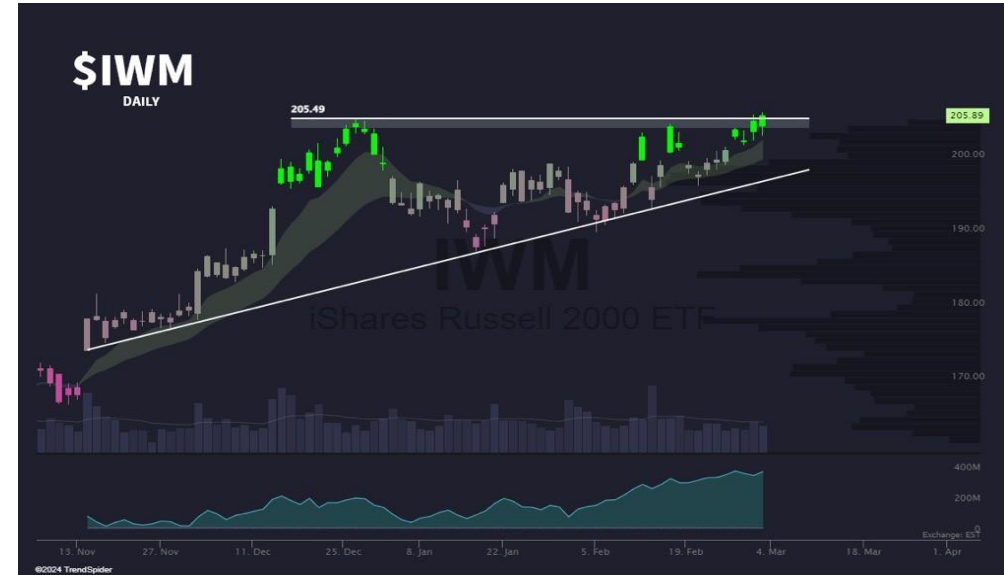 $IWM
DAILY
205.49
205.89
200.00
190.00
IWM
iShares Russell 2000 ETF
180.00
170.00
400M
200M
0
Exchange: EST
13. Nov 27. Nov 11. Dec 25. Dec 8. Jan 22. Jan 5. Feb 19. Feb 4. Mar 18. Mar 1. Apr
©2024 TrendSpider